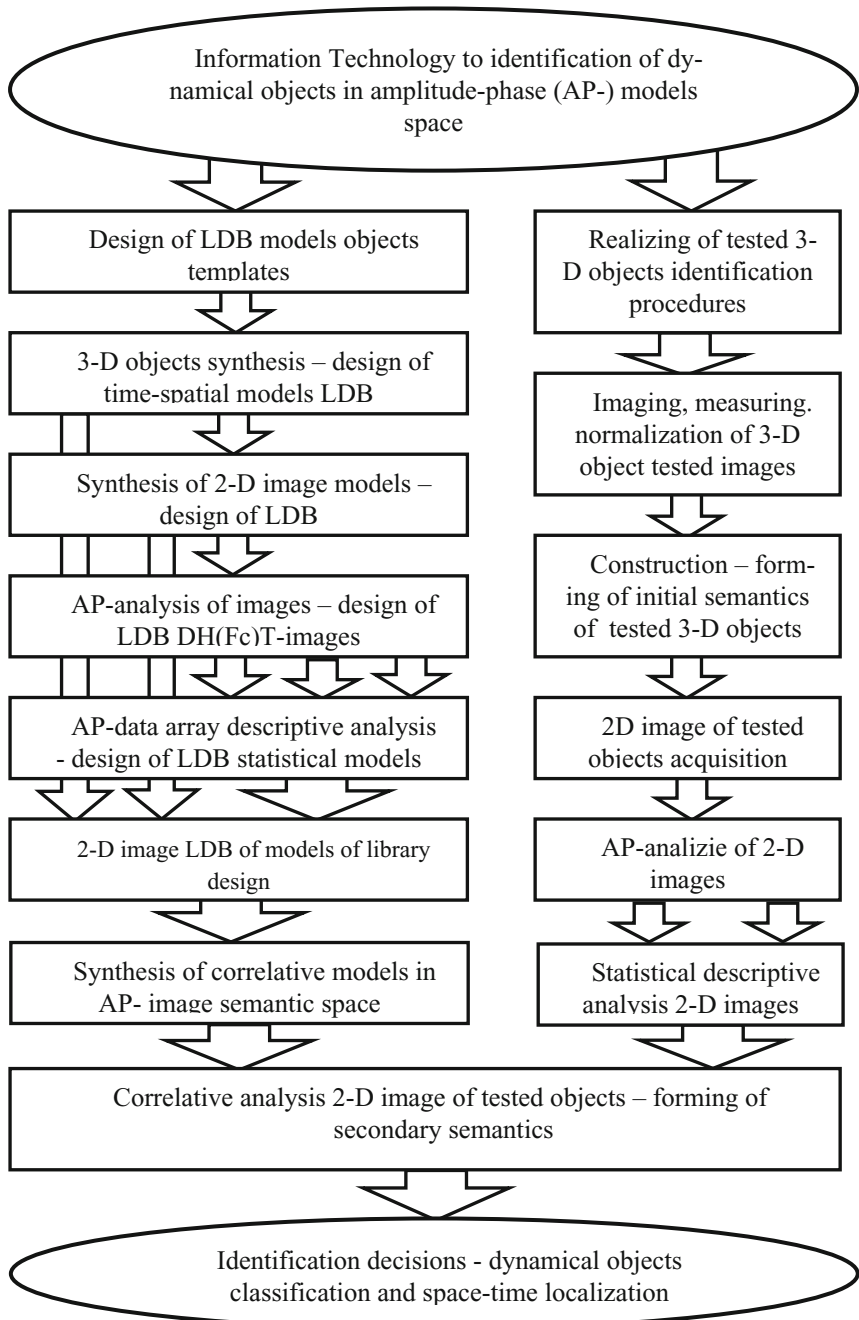 Information Technology to identification of dy-
namical objects in amplitude-phase (AP-) models
space
Design of LDB models objects
templates
3-D objects synthesis – design of
time-spatial models LDB
Synthesis of 2-D image models –
design of LDB
AP-analysis of images – design of
LDB DH(Fc)T-images
AP-data array descriptive analysis
- design of LDB statistical models
2-D image LDB of models of library
design
Synthesis of correlative models in
AP- image semantic space
Realizing of tested 3-
D objects identification
procedures
Imaging, measuring.
normalization of 3-D
object tested images
Construction – form-
ing of initial semantics
of tested 3-D objects
2D image of tested
objects acquisition
AP-analizie of 2-D
images
Statistical descriptive
analysis 2-D images
Correlative analysis 2-D image of tested objects – forming of
secondary semantics
Identification decisions - dynamical objects
classification and space-time localization